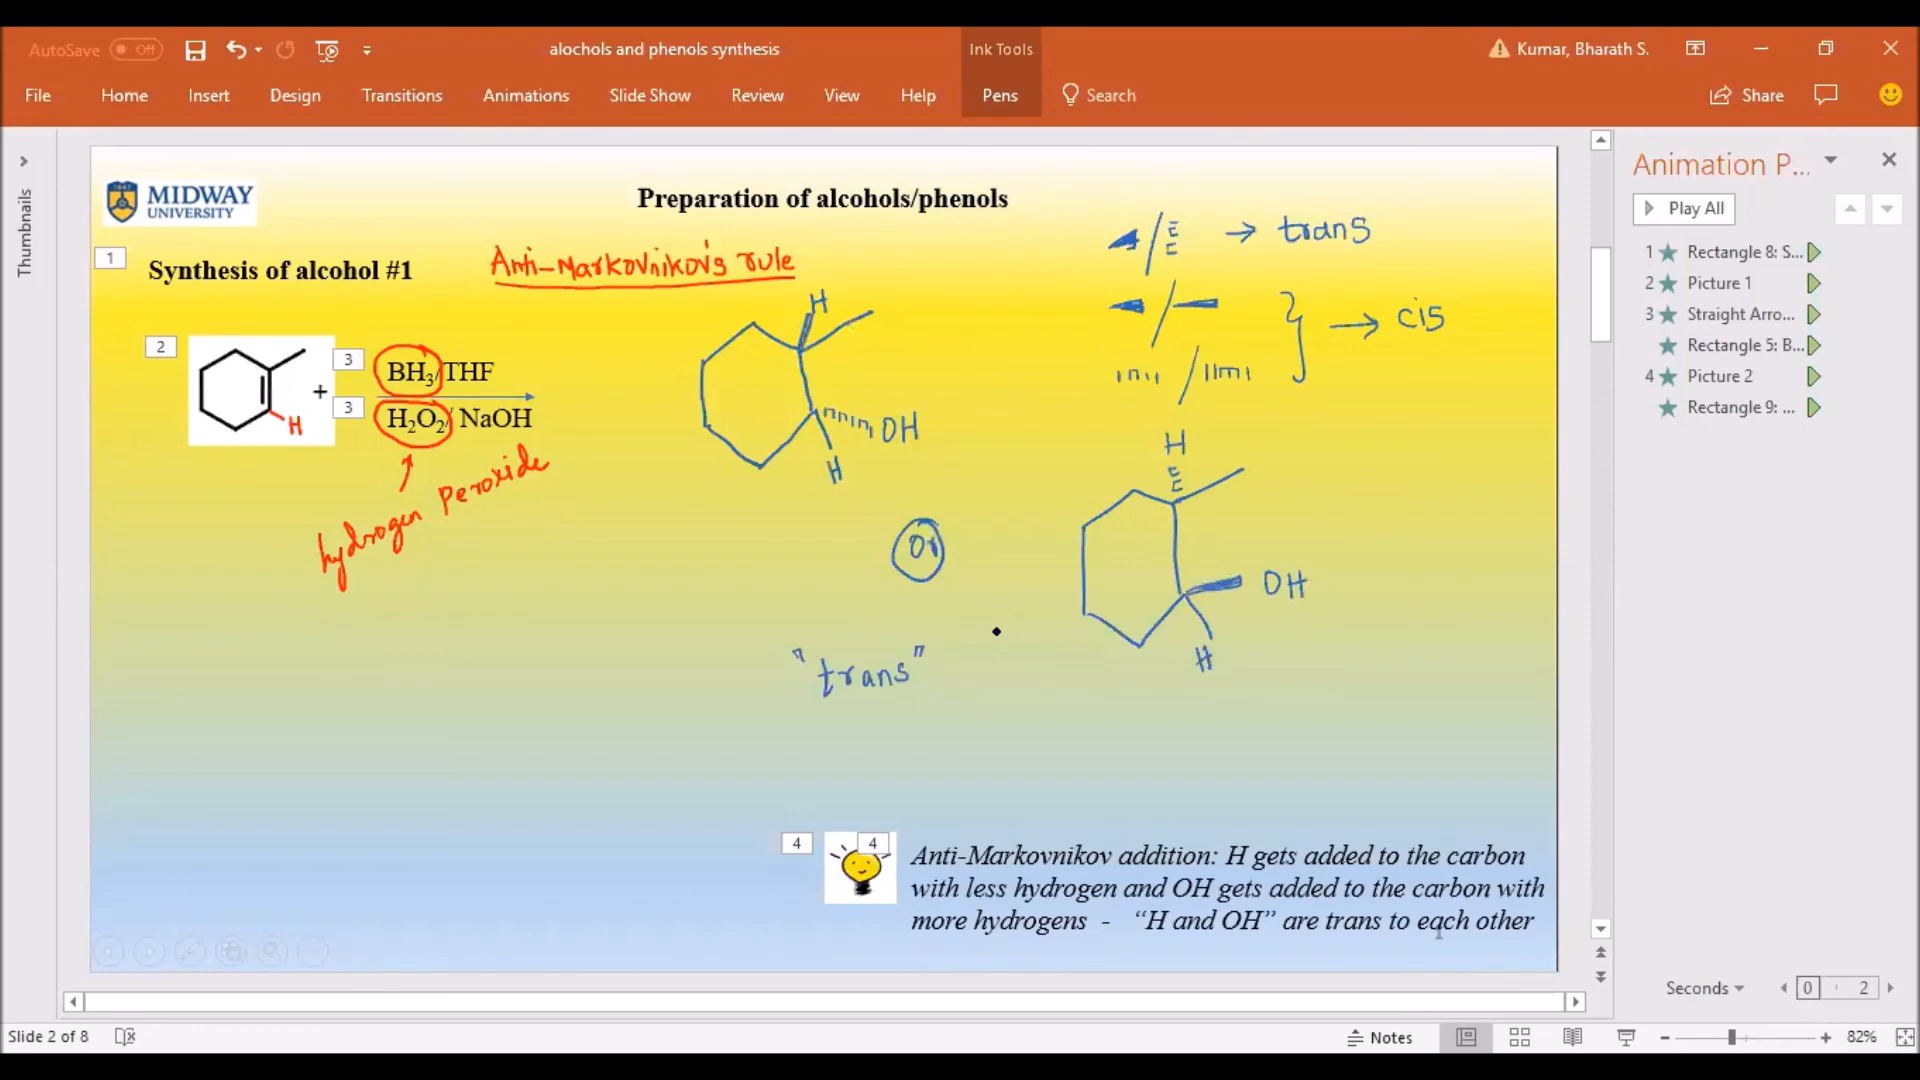 AutoSave Off
alochols and phenols synthesis
Ink Tools
Kumar, Bharath S.
File Home Insert Design Transitions Animations Slide Show Review View Help Pens Search Share
Thumbnails
MIDWAY
UNIVERSITY
Preparation of alcohols/phenols
1
Synthesis of alcohol #1
Anti-Markovnikov's rule
trans
cis
2
H
+
3
BH3/THF
3
H2O2/ NaOH
hydrogen Peroxide
H
OH
H
Or
"trans"
H
OH
H
4
4
Anti-Markovnikov addition: H gets added to the carbon
with less hydrogen and OH gets added to the carbon with
more hydrogens - “H and OH” are trans to each other
Animation P...
Play All
1 Rectangle 8: S...
2 Picture 1
3 Straight Arro...
Rectangle 5: B...
4 Picture 2
Rectangle 9: ...
Seconds 0 2
Slide 2 of 8
Notes
82%